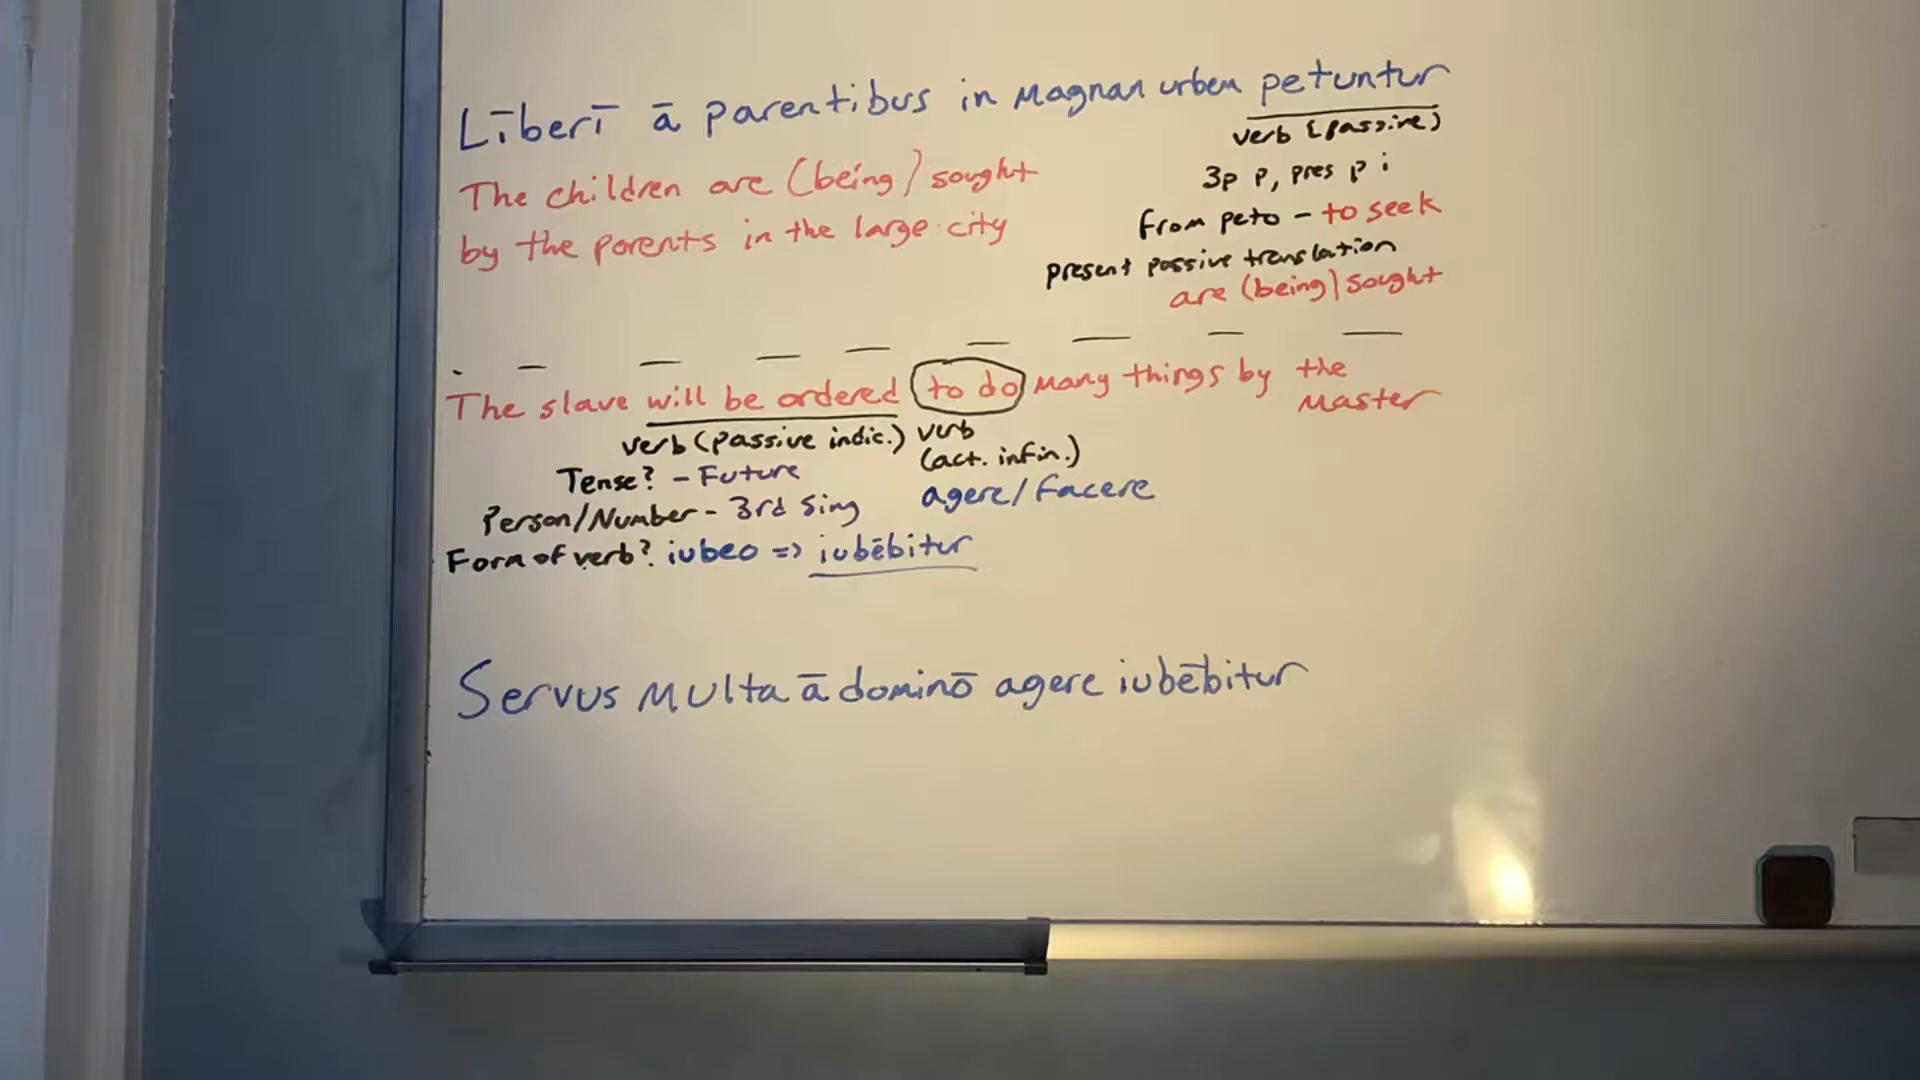 Līberī ā parentibus in magnan urbem petuntur
verb (passive)
The children are (being) sought
3p p, pres p i
by the parents in the large city
from peto - to seek
present passive translation
are (being) sought
The slave will be ordered to do many things by the
master
verb (passive indic.) verb
(act. infin.)
Tense? - Future
agere/facere
Person/Number - 3rd Sing
Form of verb? iubeo => iubēbitur
Servus multa ā dominō agere iubēbitur